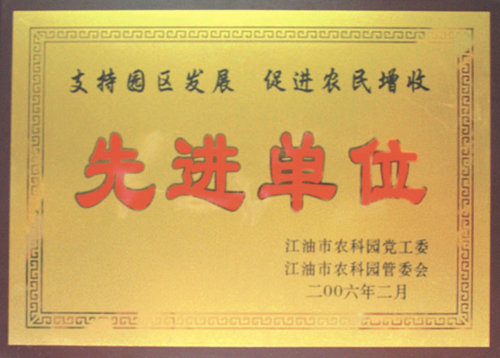 支持园区发展 促进农民增收
先进单位
江油市农科园党工委
江油市农科园管委会
二00六年二月